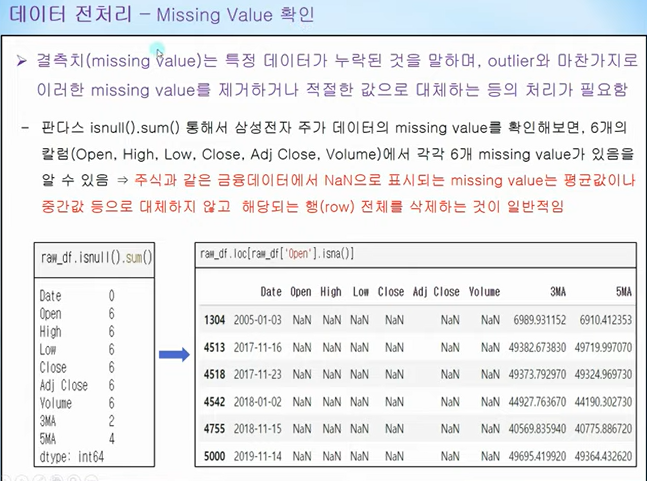 데이터 전처리 – Missing Value 확인
➤ 결측치(missing value)는 특정 데이터가 누락된 것을 말하며, outlier와 마찬가지로
이러한 missing value를 제거하거나 적절한 값으로 대체하는 등의 처리가 필요함
– 판다스 isnull().sum() 통해서 삼성전자 주가 데이터의 missing value를 확인해보면, 6개의
칼럼(Open, High, Low, Close, Adj Close, Volume)에서 각각 6개 missing value가 있음을
알 수 있음 ⇒ 주식과 같은 금융데이터에서 NaN으로 표시되는 missing value는 평균값이나
중간값 등으로 대체하지 않고 해당되는 행(row) 전체를 삭제하는 것이 일반적임
raw_df.isnull().sum()
Date 0
Open 6
High 6
Low 6
Close 6
Adj Close 6
Volume 6
3MA 2
5MA 4
dtype: int64
raw_df.loc[raw_df['Open'].isna()]
Date Open High Low Close Adj Close Volume 3MA 5MA
1304 2005-01-03 NaN NaN NaN NaN NaN NaN 6989.931152 6910.412353
4513 2017-11-16 NaN NaN NaN NaN NaN NaN 49382.673830 49719.997070
4518 2017-11-23 NaN NaN NaN NaN NaN NaN 49373.792970 49324.969730
4542 2018-01-02 NaN NaN NaN NaN NaN NaN 44927.763670 44190.302730
4755 2018-11-15 NaN NaN NaN NaN NaN NaN 40569.835940 40775.886720
5000 2019-11-14 NaN NaN NaN NaN NaN NaN 49695.419920 49364.432620